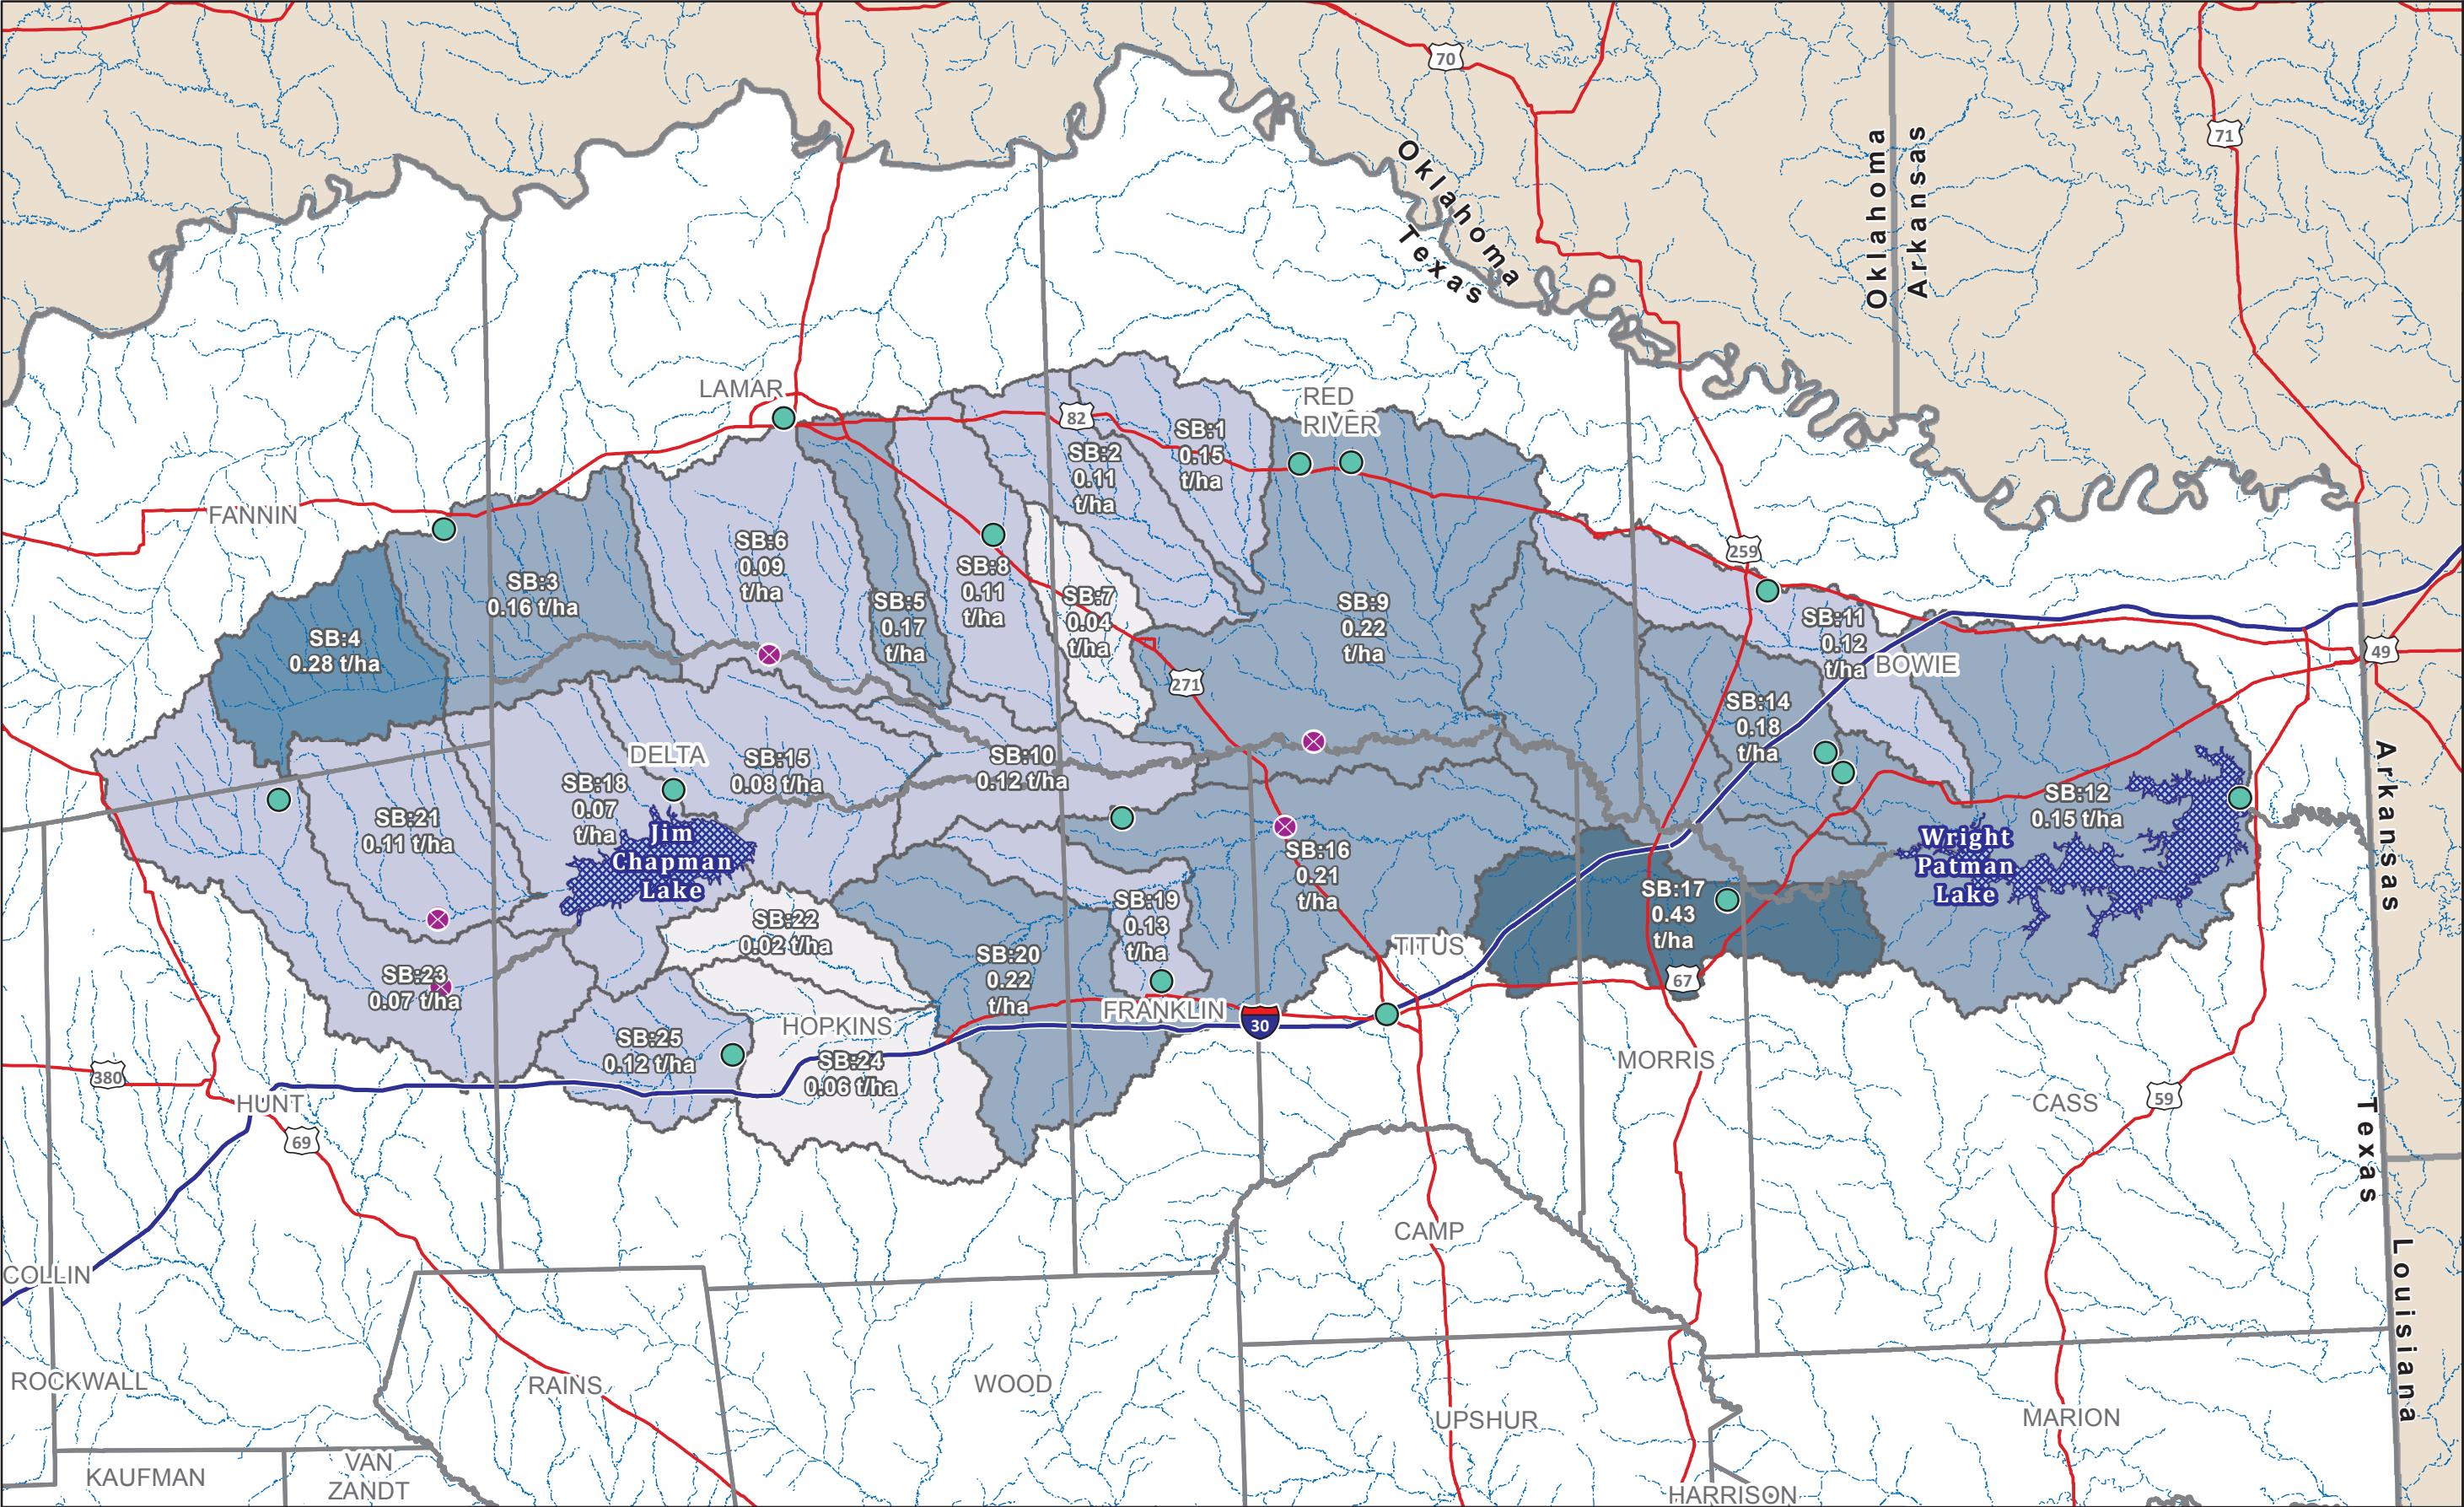 70
71
Oklahoma
Texas
Oklahoma
Arkansas
LAMAR
RED
RIVER
82
SB:1
0.15
t/ha
SB:2
0.11
t/ha
FANNIN
259
SB:6
0.09
t/ha
SB:3
0.16 t/ha
SB:8
0.11
t/ha
SB:5
0.17
t/ha
SB:7
0.04
t/ha
SB:9
0.22
t/ha
SB:11
0.12
t/ha
BOWIE
49
SB:4
0.28 t/ha
271
SB:14
0.18
t/ha
DELTA
SB:15
0.08 t/ha
SB:10
0.12 t/ha
SB:18
0.07
t/ha
SB:21
0.11 t/ha
Jim
Chapman
Lake
SB:16
0.21
t/ha
SB:12
0.15 t/ha
Wright
Patman
Lake
Arkansas
SB:19
0.13
t/ha
SB:17
0.43
t/ha
SB:22
0.02 t/ha
SB:20
0.22
t/ha
TITUS
SB:23
0.07 t/ha
67
FRANKLIN
30
HOPKINS
SB:25
0.12 t/ha
SB:24
0.06 t/ha
MORRIS
380
HUNT
69
CASS
59
Texas
CAMP
COLLIN
Louisiana
ROCKWALL
RAINS
WOOD
UPSHUR
MARION
KAUFMAN
VAN
ZANDT
HARRISON